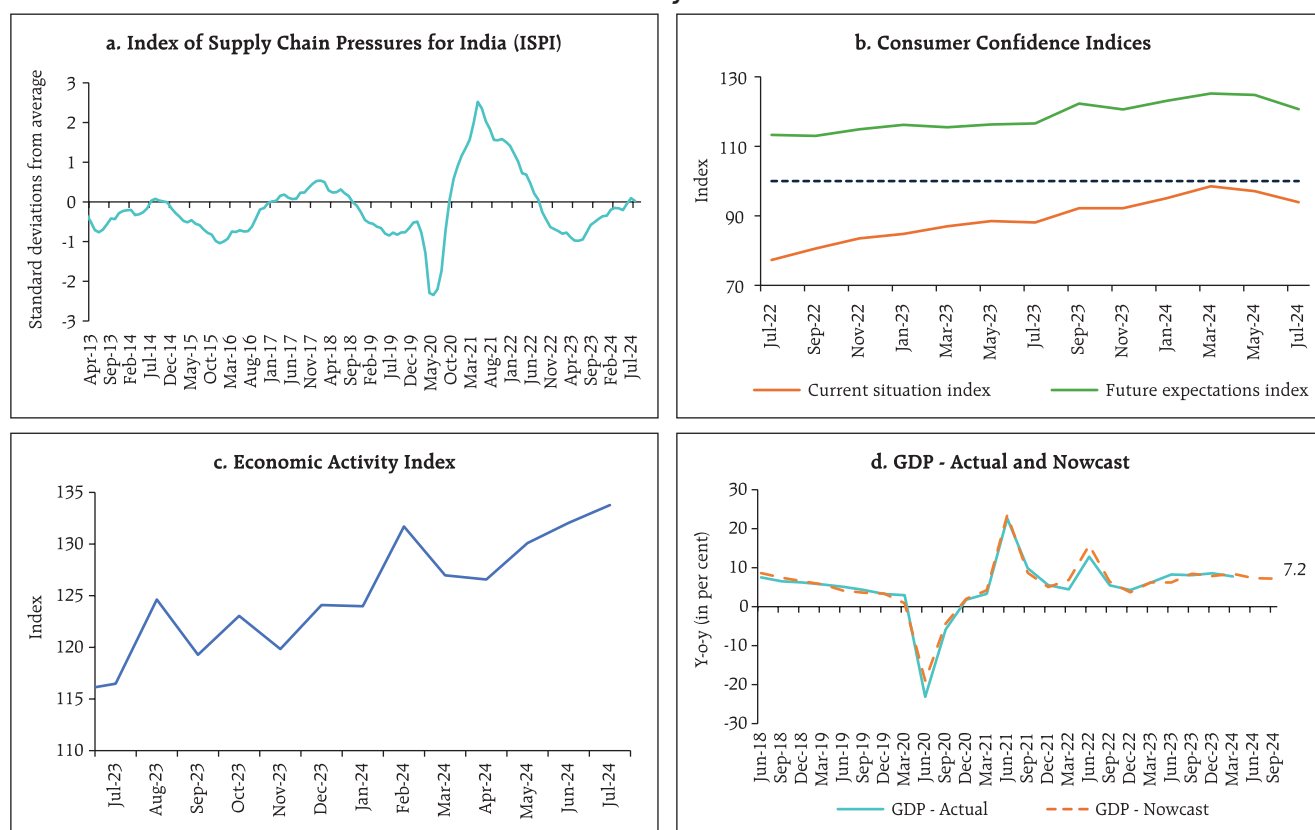 a. Index of Supply Chain Pressures for India (ISPI)
Standard deviations from average
3
2
1
0
-1
-2
-3
Apr-13
Sep-13
Feb-14
Jul-14
Dec-14
May-15
Oct-15
Mar-16
Aug-16
Jan-17
Jun-17
Nov-17
Apr-18
Sep-18
Feb-19
Jul-19
Dec-19
May-20
Oct-20
Mar-21
Aug-21
Jan-22
Jun-22
Nov-22
Apr-23
Sep-23
Feb-24
Jul-24
b. Consumer Confidence Indices
Index
130
110
90
70
Jul-22
Sep-22
Nov-22
Jan-23
Mar-23
May-23
Jul-23
Sep-23
Nov-23
Jan-24
Mar-24
May-24
Jul-24
Current situation index
Future expectations index
c. Economic Activity Index
Index
135
130
125
120
115
110
Jul-23
Aug-23
Sep-23
Oct-23
Nov-23
Dec-23
Jan-24
Feb-24
Mar-24
Apr-24
May-24
Jun-24
Jul-24
d. GDP - Actual and Nowcast
Y-o-y (in per cent)
30
20
10
0
-10
-20
-30
7.2
Jun-18
Sep-18
Dec-18
Mar-19
Jun-19
Sep-19
Dec-19
Mar-20
Jun-20
Sep-20
Dec-20
Mar-21
Jun-21
Sep-21
Dec-21
Mar-22
Jun-22
Sep-22
Dec-22
Mar-23
Jun-23
Sep-23
Dec-23
Mar-24
Jun-24
Sep-24
GDP - Actual
GDP - Nowcast